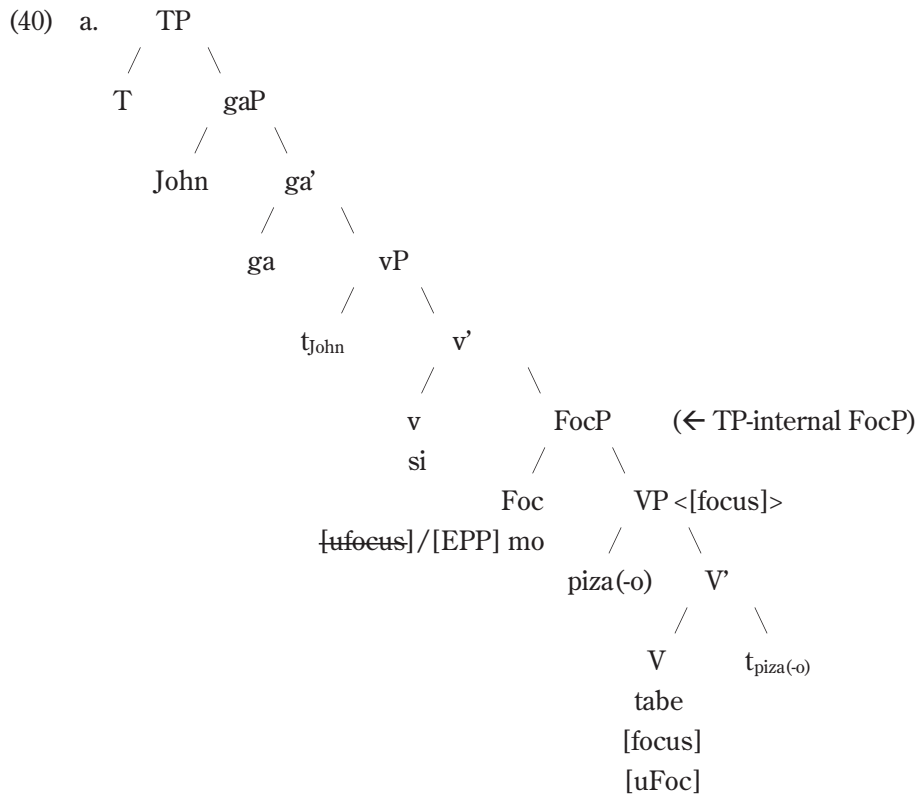 (40) a. TP
T gaP
John ga’
ga vP
tJohn v’
v FocP (← TP-internal FocP)
si
Foc VP <[focus]>
[ufocus]/[EPP] mo
piza(-o) V’
V tpiza(-o)
tabe
[focus]
[uFoc]